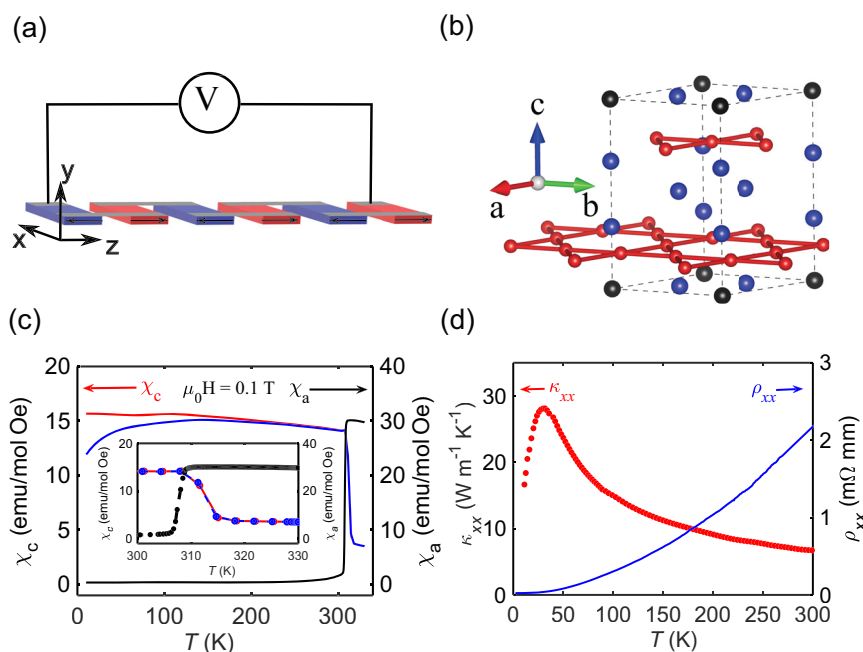 (a)
V
y
x
z
(b)
c
a
b
(c)
20
15
10
5
0
χc (emu/mol Oe)
χc
μ0H = 0.1 T
χa
40
30
20
10
0
χa (emu/mol Oe)
0
100
200
300
T (K)
20
15
10
5
0
χc (emu/mol Oe)
40
30
20
10
0
χa (emu/mol Oe)
300
310
320
330
T (K)
(d)
30
20
10
0
κxx (W m⁻¹ K⁻¹)
κxx
ρxx
3
2
1
0
ρxx (mΩ mm)
0
50
100
150
200
250
300
T (K)